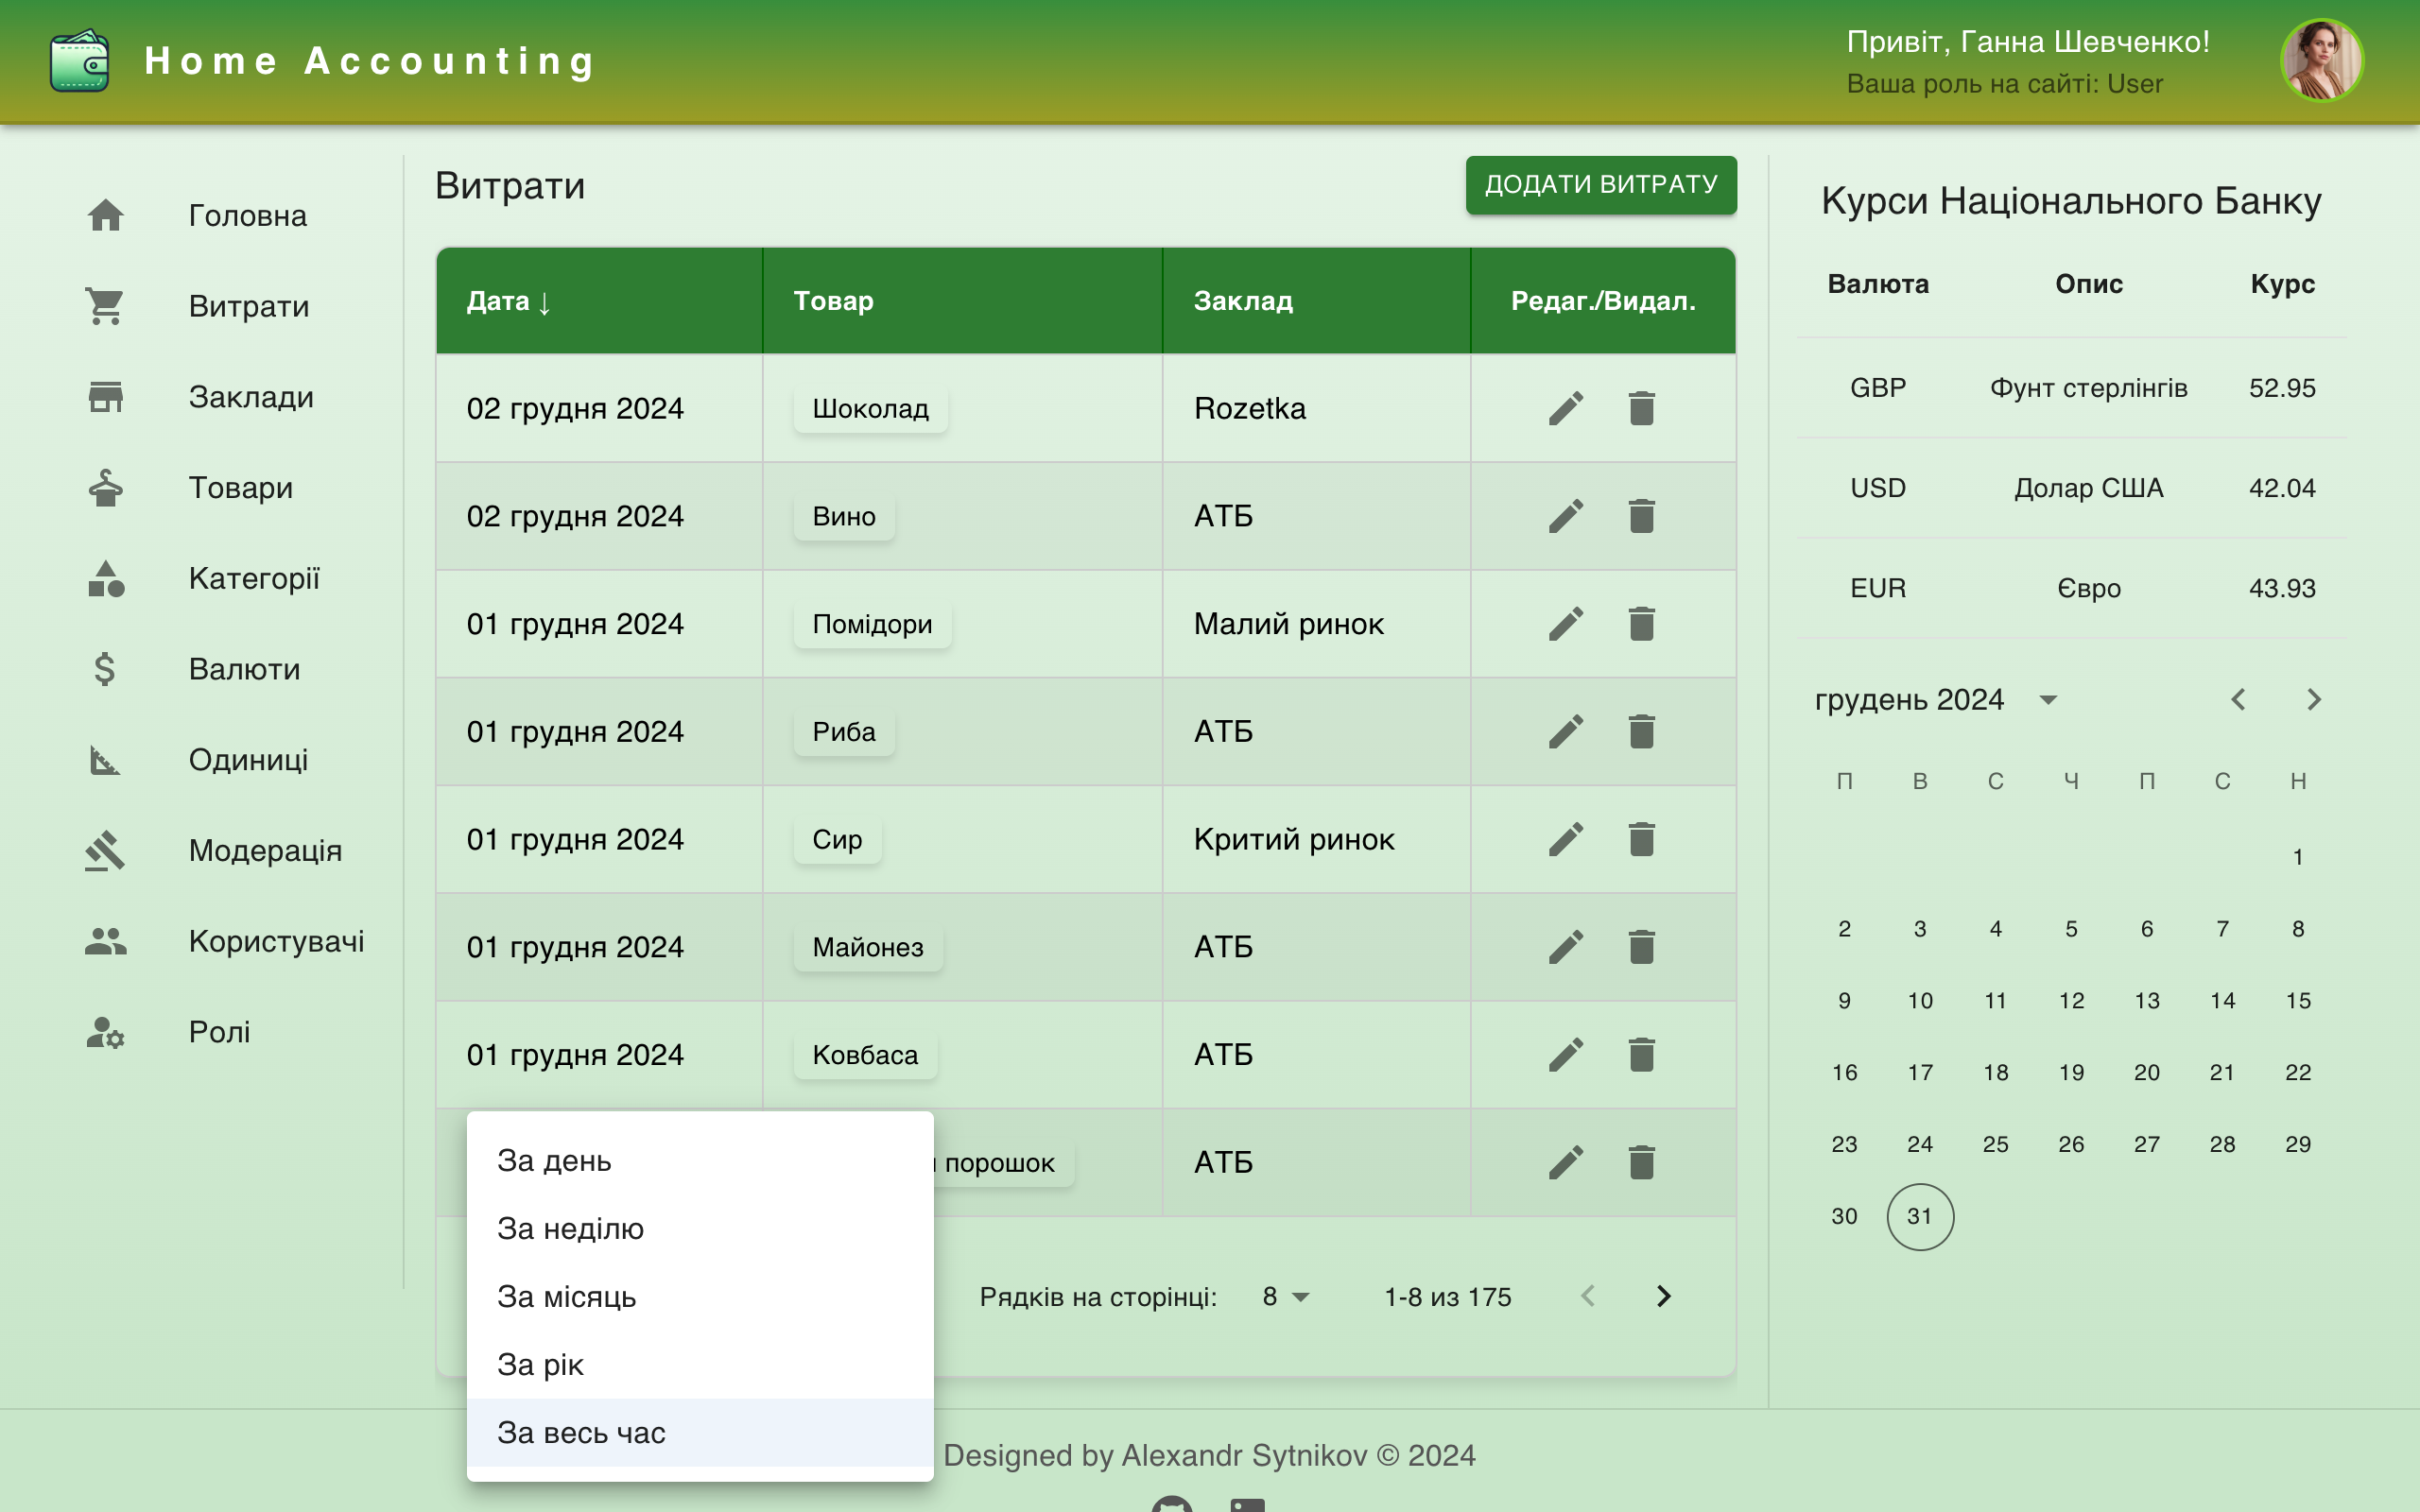 Home Accounting
Привіт, Ганна Шевченко!
Ваша роль на сайті: User
Головна
Витрати
Заклади
Товари
Категорії
Валюти
Одиниці
Модерація
Користувачі
Ролі
Витрати
ДОДАТИ ВИТРАТУ
Дата ↓ Товар Заклад Редаг./Видал.
02 грудня 2024 Шоколад Rozetka
02 грудня 2024 Вино АТБ
01 грудня 2024 Помідори Малий ринок
01 грудня 2024 Риба АТБ
01 грудня 2024 Сир Критий ринок
01 грудня 2024 Майонез АТБ
01 грудня 2024 Ковбаса АТБ
порошок АТБ
За день
За неділю
За місяць
За рік
За весь час
Рядків на сторінці: 8 1-8 из 175
Курси Національного Банку
Валюта Опис Курс
GBP Фунт стерлінгів 52.95
USD Долар США 42.04
EUR Євро 43.93
грудень 2024
П В С Ч П С Н
1
2 3 4 5 6 7 8
9 10 11 12 13 14 15
16 17 18 19 20 21 22
23 24 25 26 27 28 29
30 31
Designed by Alexandr Sytnikov © 2024